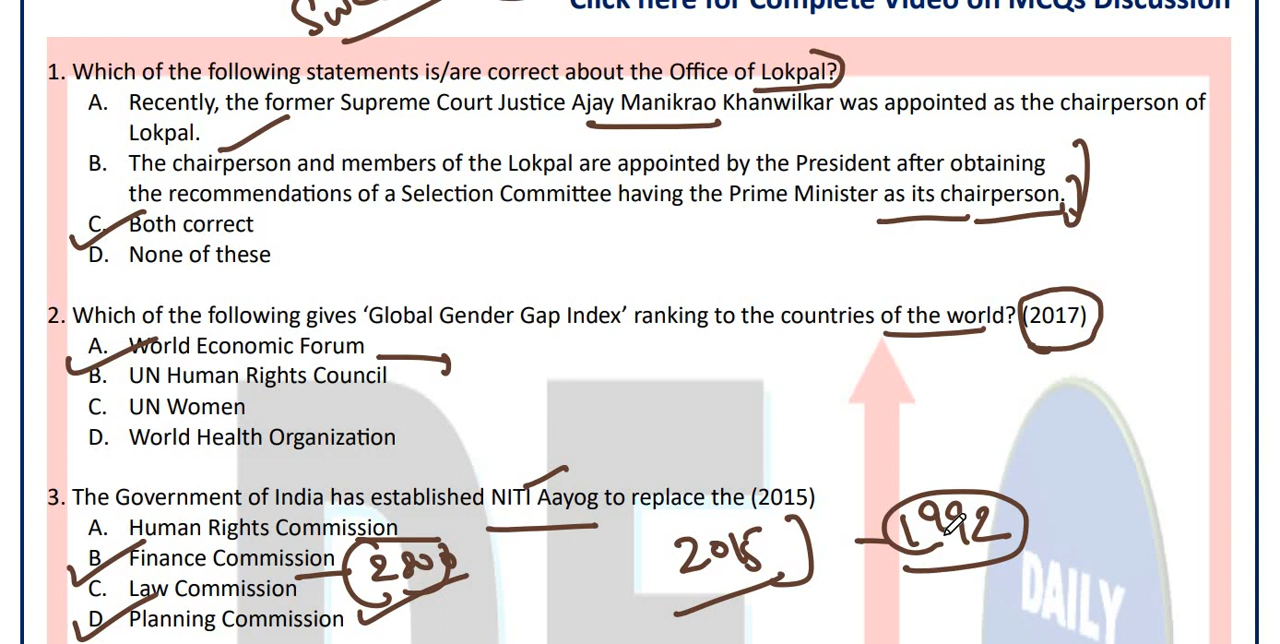 Click here for Complete Video on MCQs Discussion
1. Which of the following statements is/are correct about the Office of Lokpal?
A. Recently, the former Supreme Court Justice Ajay Manikrao Khanwilkar was appointed as the chairperson of
Lokpal.
B. The chairperson and members of the Lokpal are appointed by the President after obtaining
the recommendations of a Selection Committee having the Prime Minister as its chairperson.
C. Both correct
D. None of these
2. Which of the following gives ‘Global Gender Gap Index’ ranking to the countries of the world? (2017)
A. World Economic Forum
B. UN Human Rights Council
C. UN Women
D. World Health Organization
3. The Government of India has established NITI Aayog to replace the (2015)
A. Human Rights Commission
B. Finance Commission
C. Law Commission
D. Planning Commission
2015
1992
DAILY